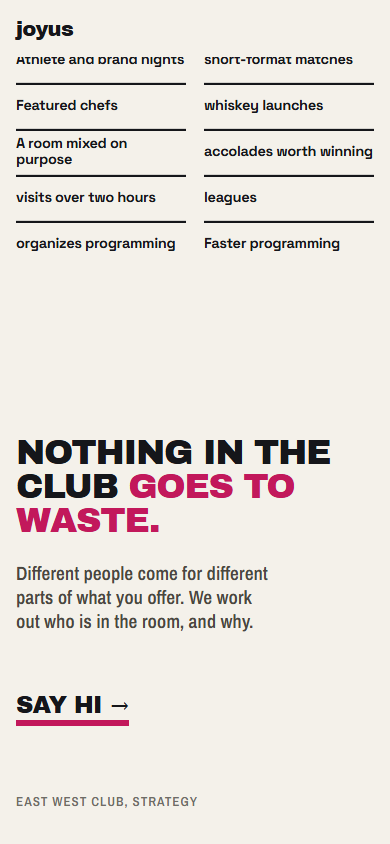 joyus
Athlete and brand nights
short-format matches
Featured chefs
whiskey launches
A room mixed on
purpose
accolades worth winning
visits over two hours
leagues
organizes programming
Faster programming
NOTHING IN THE
CLUB GOES TO
WASTE.
Different people come for different
parts of what you offer. We work
out who is in the room, and why.
SAY HI →
EAST WEST CLUB, STRATEGY